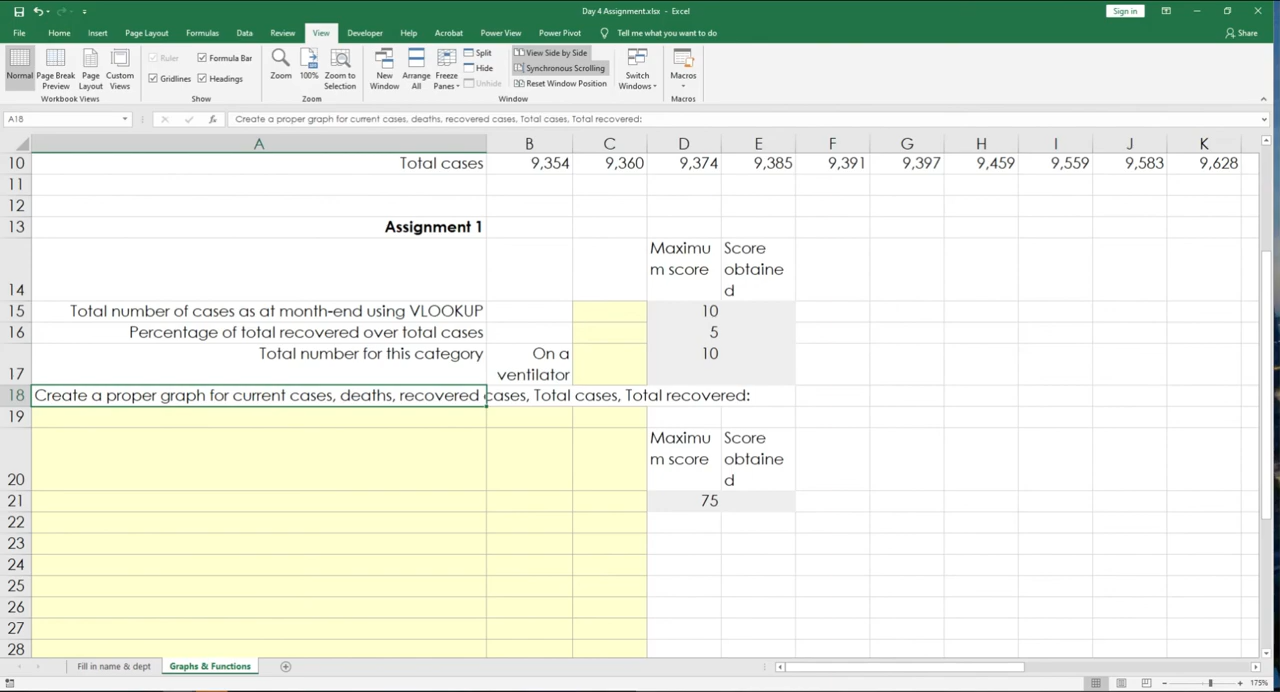 Day 4 Assignment.xlsx - Excel
Sign in
File Home Insert Page Layout Formulas Data Review View Developer Help Acrobat Power View Power Pivot Tell me what you want to do Share
Normal
Page Break Preview
Page Layout
Custom Views
Workbook Views
Ruler
Formula Bar
Gridlines
Headings
Show
Zoom
100%
Zoom to Selection
Zoom
New Window
Arrange All
Freeze Panes
Split
Hide
Unhide
View Side by Side
Synchronous Scrolling
Reset Window Position
Window
Switch Windows
Macros
Macros
A18 fx Create a proper graph for current cases, deaths, recovered cases, Total cases, Total recovered:
A B C D E F G H I J K
10 Total cases 9,354 9,360 9,374 9,385 9,391 9,397 9,459 9,559 9,583 9,628
11
12
13 Assignment 1
Maximu Score
m score obtaine
14 d
15 Total number of cases as at month-end using VLOOKUP 10
16 Percentage of total recovered over total cases 5
Total number for this category On a 10
17 ventilator
18 Create a proper graph for current cases, deaths, recovered cases, Total cases, Total recovered:
19
Maximu Score
m score obtaine
20 d
21 75
22
23
24
25
26
27
28
Fill in name & dept Graphs & Functions
175%